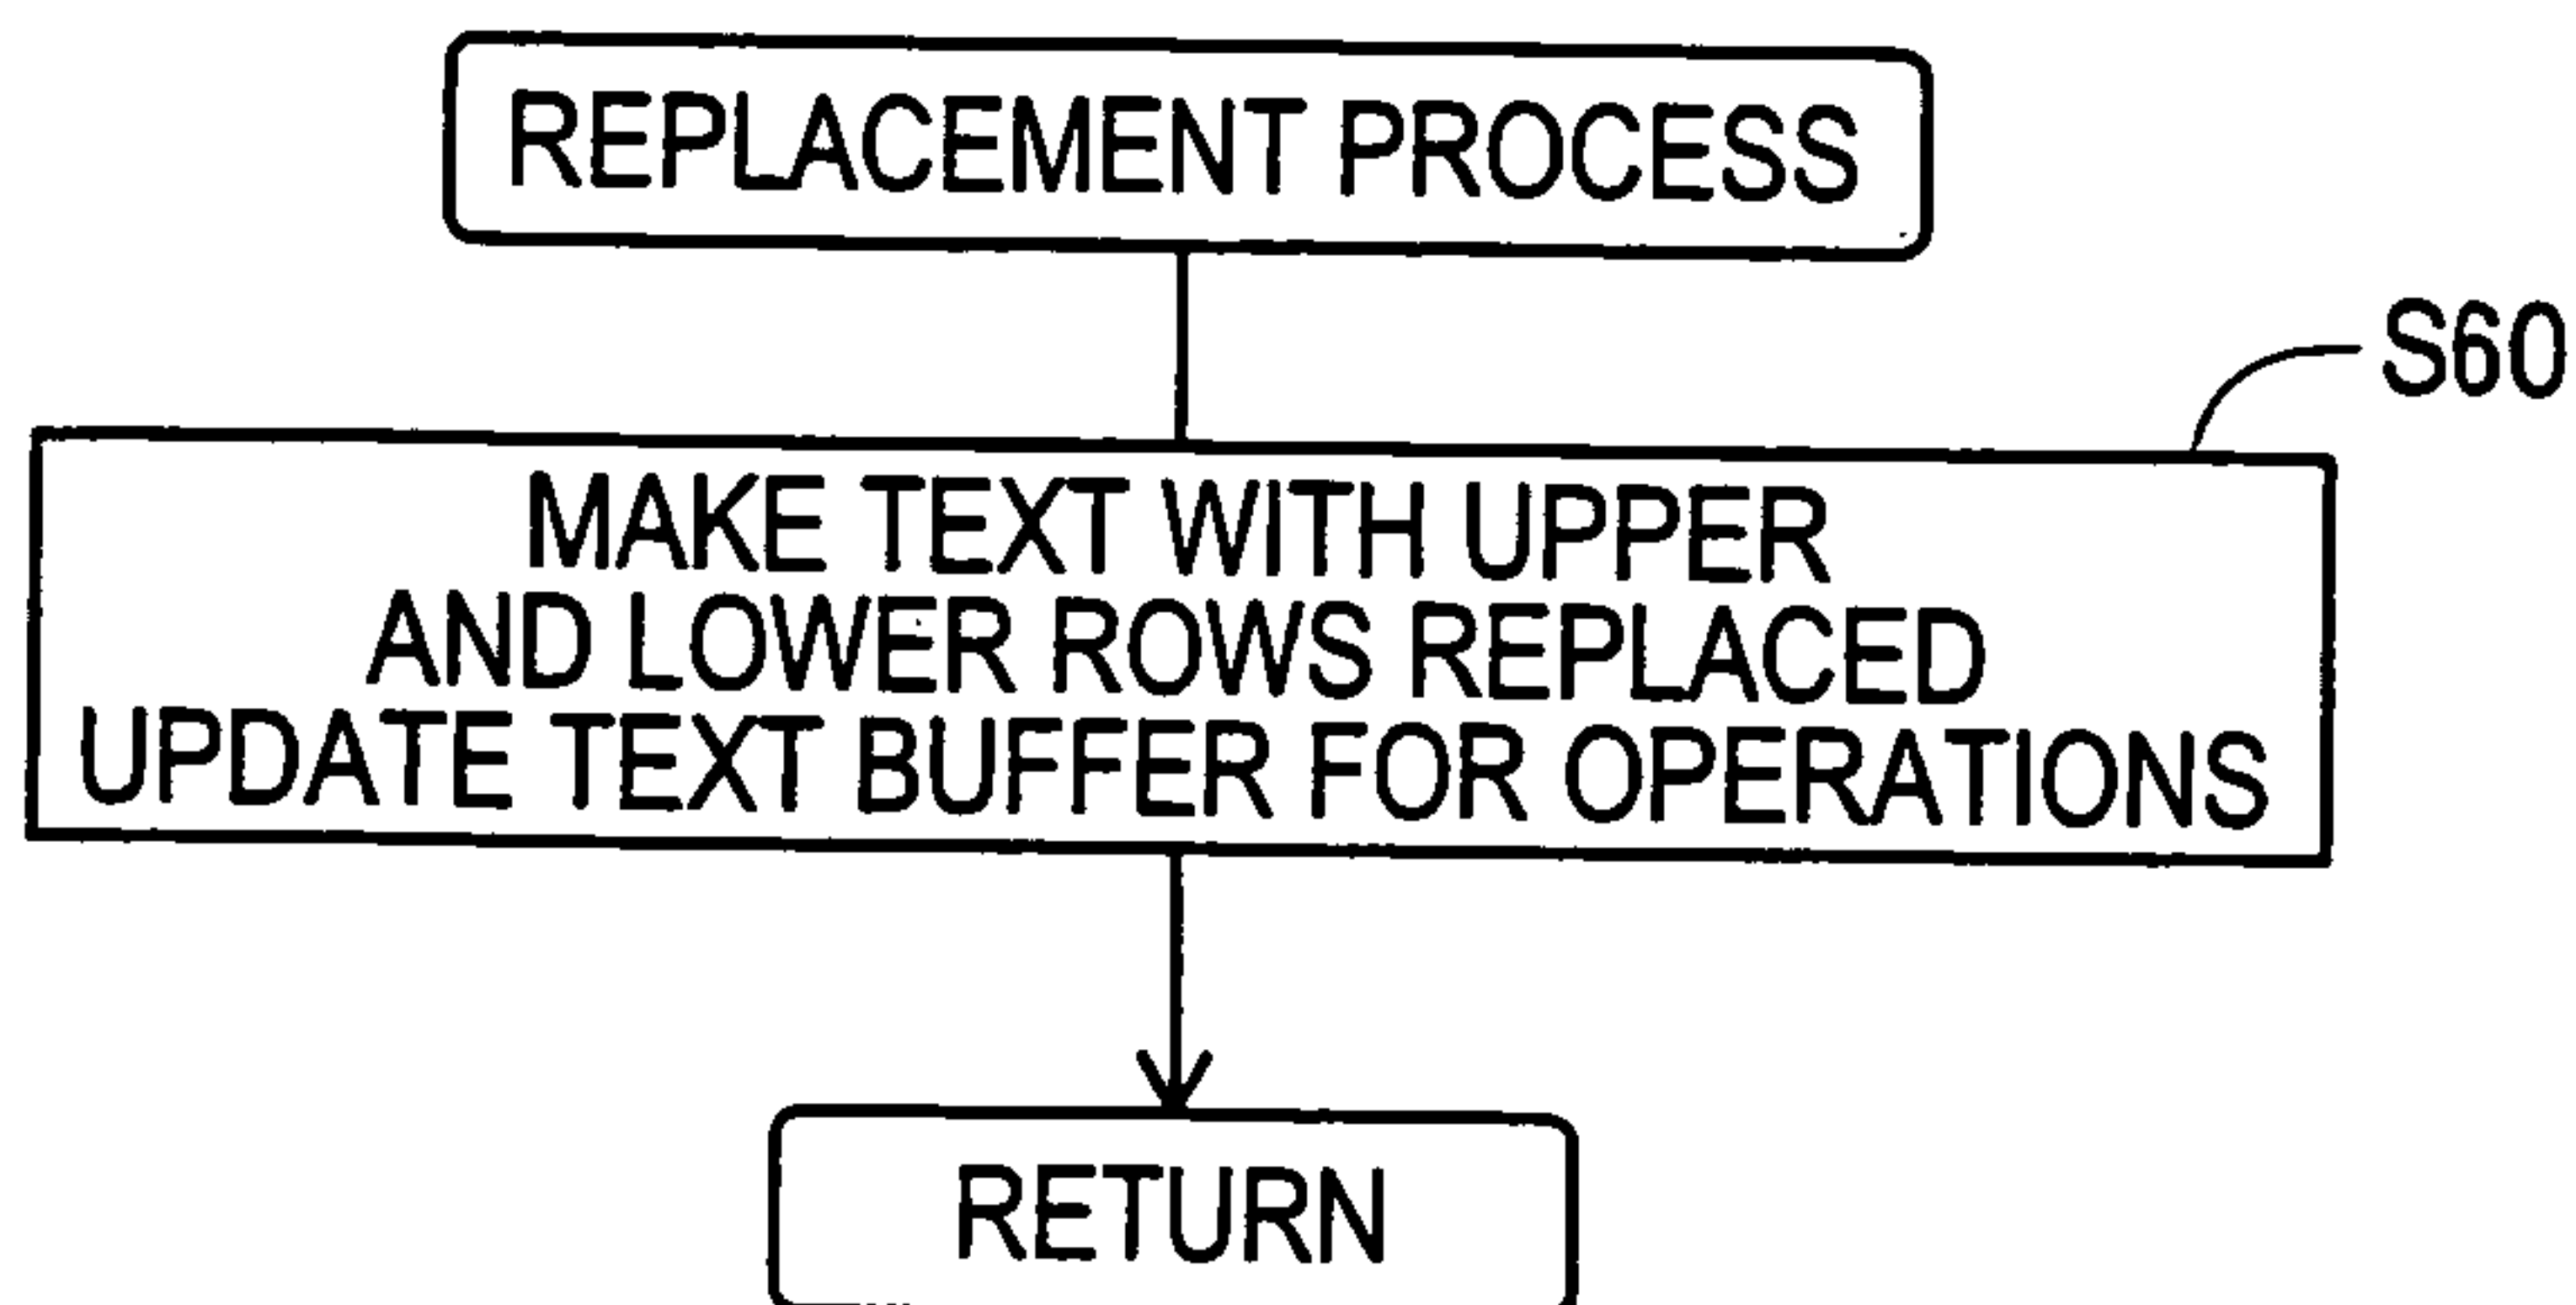 REPLACEMENT PROCESS
S60
MAKE TEXT WITH UPPER
AND LOWER ROWS REPLACED
UPDATE TEXT BUFFER FOR OPERATIONS
RETURN